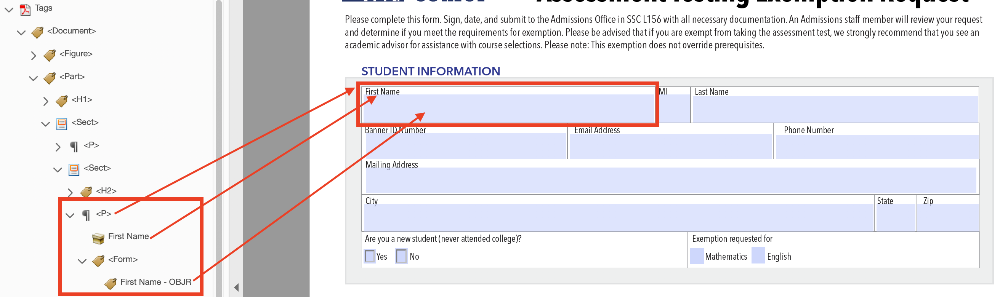 Tags
<Document>
<Figure>
<Part>
<H1>
<Sect>
<P>
<Sect>
<H2>
<P>
First Name
<Form>
First Name - OBJR
Assessment Testing Exemption Request
Please complete this form. Sign, date, and submit to the Admissions Office in SSC L156 with all necessary documentation. An Admissions staff member will review your request
and determine if you meet the requirements for exemption. Please be advised that if you are exempt from taking the assessment test, we strongly recommend that you see an
academic advisor for assistance with course selections. Please note: This exemption does not override prerequisites.
STUDENT INFORMATION
First Name MI Last Name
Banner ID Number Email Address Phone Number
Mailing Address
City State Zip
Are you a new student (never attended college)? Exemption requested for
Yes No Mathematics English